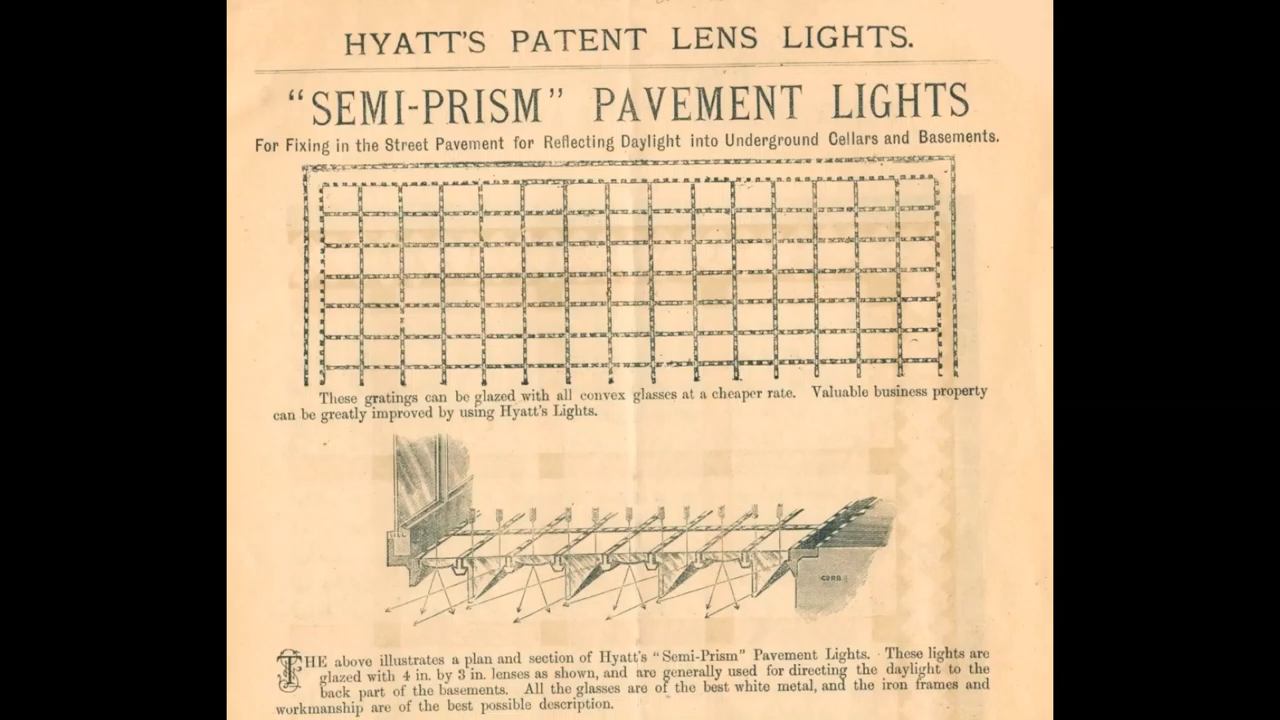 HYATT'S PATENT LENS LIGHTS.
"SEMI-PRISM" PAVEMENT LIGHTS
For Fixing in the Street Pavement for Reflecting Daylight into Underground Cellars and Basements.
These gratings can be glazed with all convex glasses at a cheaper rate. Valuable business property
can be greatly improved by using Hyatt's Lights.
SILL
CURB
THE above illustrates a plan and section of Hyatt's "Semi-Prism" Pavement Lights. These lights are
glazed with 4 in. by 3 in. lenses as shown, and are generally used for directing the daylight to the
back part of the basements. All the glasses are of the best white metal, and the iron frames and
workmanship are of the best possible description.